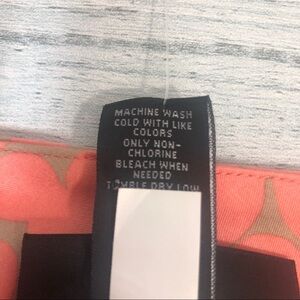 MACHINE WASH
COLD WITH LIKE
COLORS
ONLY NON-
CHLORINE
BLEACH WHEN
NEEDED
TUMBLE DRY LOW